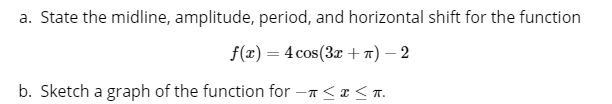 a. State the midline, amplitude, period, and horizontal shift for the function
f(x) = 4 cos(3x + π) − 2
b. Sketch a graph of the function for −π ≤ x ≤ π.